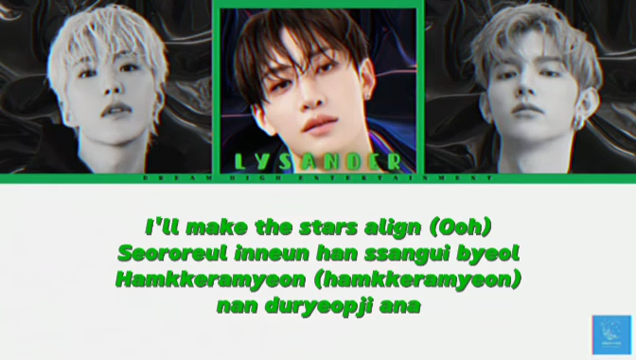 LYSANDER
DREAM HIGH ENTERTAINMENT
I'll make the stars align (Ooh)
Seororeul inneun han ssangui byeol
Hamkkeramyeon (hamkkeramyeon)
nan duryeopji ana